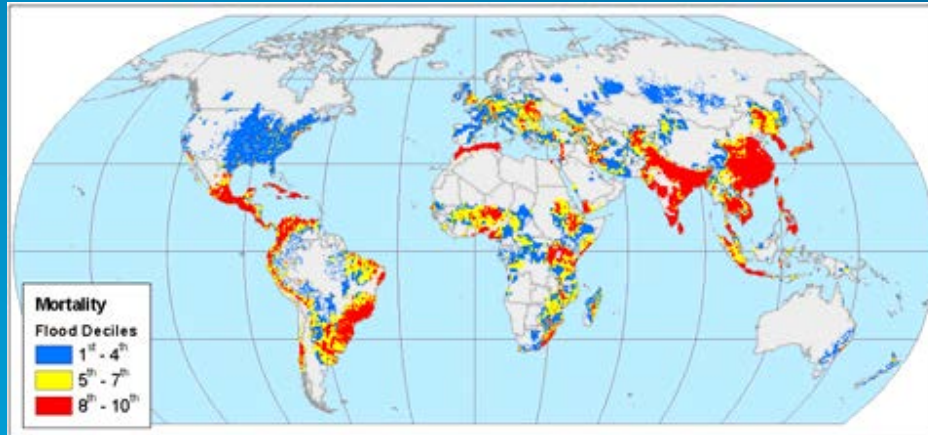 Mortality
Flood Deciles
1st - 4th
5th - 7th
8th - 10th